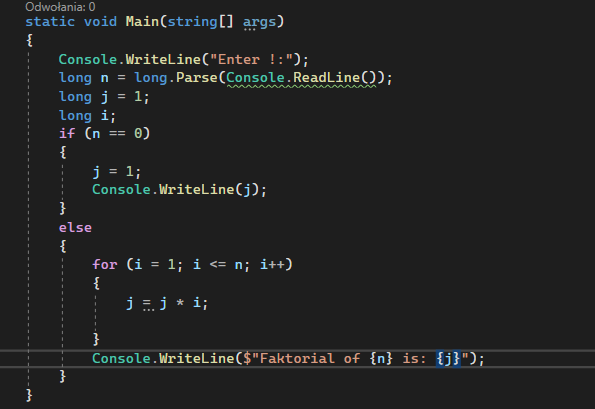 Odwołania: 0
static void Main(string[] args)
{
Console.WriteLine("Enter !:");
long n = long.Parse(Console.ReadLine());
long j = 1;
long i;
if (n == 0)
{
j = 1;
Console.WriteLine(j);
}
else
{
for (i = 1; i <= n; i++)
{
j = j * i;
}
Console.WriteLine($"Faktorial of {n} is: {j}");
}
}